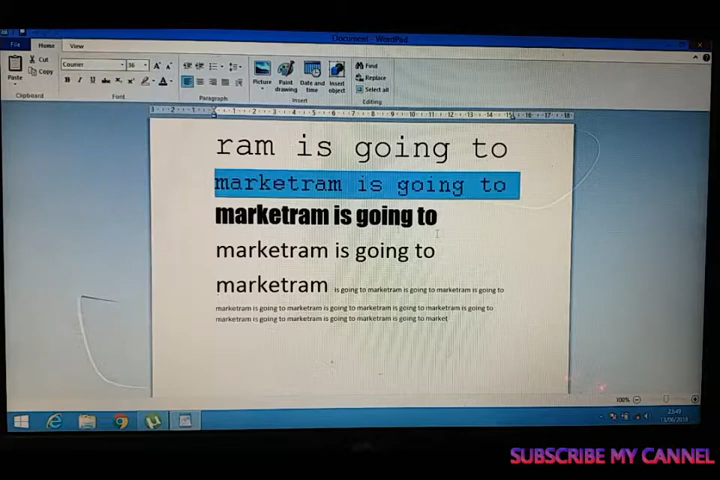 Document - WordPad
File Home View
Paste
Cut
Copy
Clipboard
Courier 36
Font
Paragraph
Picture
Paint drawing
Date and time
Insert object
Insert
Find
Replace
Select all
Editing
ram is going to
marketram is going to
marketram is going to
marketram is going to
marketram is going to marketram is going to marketram is going to
marketram is going to marketram is going to marketram is going to marketram is going to
marketram is going to marketram is going to marketram is going to market
100%
23:49
SUBSCRIBE MY CANNEL